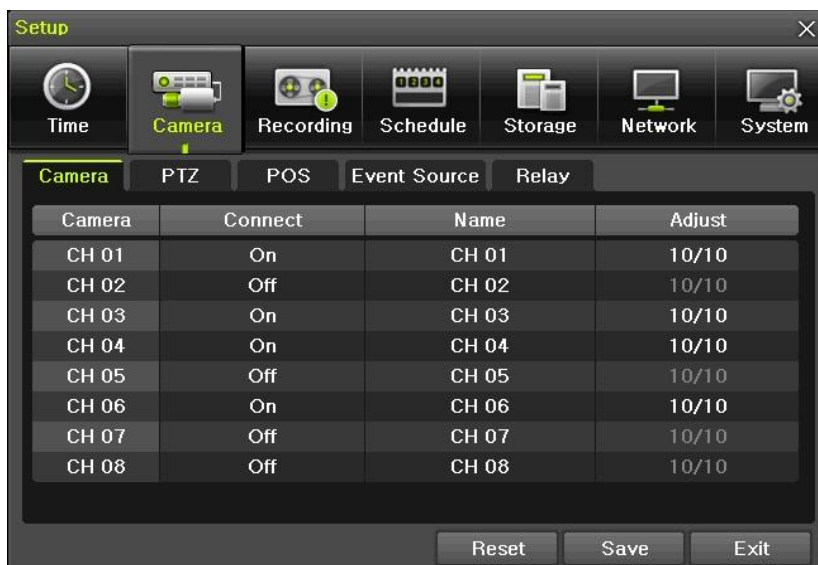 Setup
Time Camera Recording Schedule Storage Network System
Camera PTZ POS Event Source Relay
Camera Connect Name Adjust
CH 01 On CH 01 10/10
CH 02 Off CH 02 10/10
CH 03 On CH 03 10/10
CH 04 On CH 04 10/10
CH 05 Off CH 05 10/10
CH 06 On CH 06 10/10
CH 07 Off CH 07 10/10
CH 08 Off CH 08 10/10
Reset Save Exit